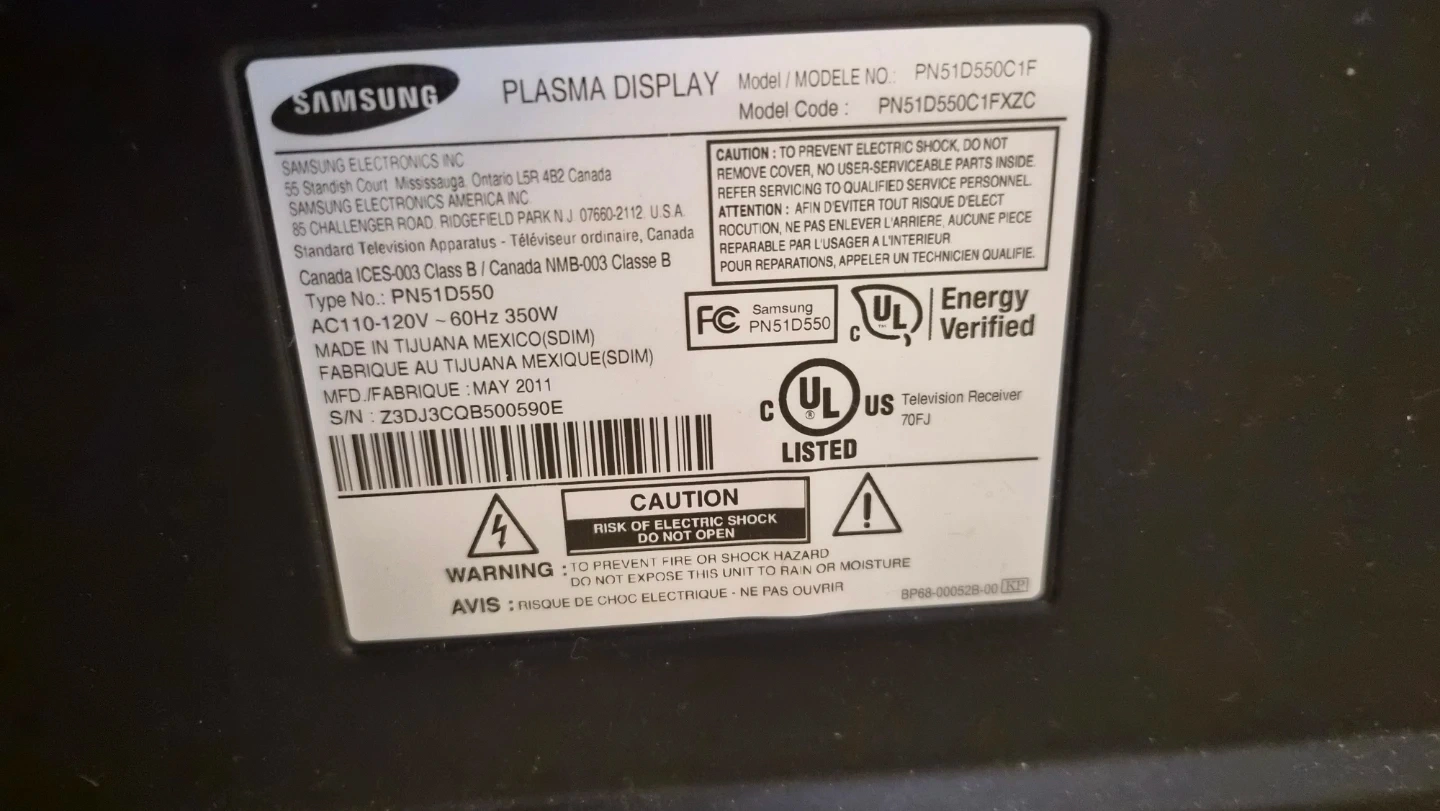 SAMSUNG
PLASMA DISPLAY
Model / MODELE NO.: PN51D550C1F
Model Code : PN51D550C1FXZC
SAMSUNG ELECTRONICS INC
55 Standish Court Mississauga, Ontario L5R 4B2 Canada
SAMSUNG ELECTRONICS AMERICA INC.
85 CHALLENGER ROAD, RIDGEFIELD PARK N.J. 07660-2112 U.S.A.
Standard Television Apparatus - Téléviseur ordinaire, Canada
Canada ICES-003 Class B / Canada NMB-003 Classe B
Type No.: PN51D550
AC110-120V ~ 60Hz 350W
MADE IN TIJUANA MEXICO(SDIM)
FABRIQUE AU TIJUANA MEXIQUE(SDIM)
MFD./FABRIQUE : MAY 2011
S/N : Z3DJ3CQB500590E
CAUTION : TO PREVENT ELECTRIC SHOCK, DO NOT
REMOVE COVER, NO USER-SERVICEABLE PARTS INSIDE.
REFER SERVICING TO QUALIFIED SERVICE PERSONNEL.
ATTENTION : AFIN D'EVITER TOUT RISQUE D'ELECT
ROCUTION, NE PAS ENLEVER L'ARRIERE, AUCUNE PIECE
REPARABLE PAR L'USAGER A L'INTERIEUR
POUR REPARATIONS, APPELER UN TECHNICIEN QUALIFIE.
FC Samsung
PN51D550
C UL
Energy
Verified
C UL ® US
LISTED
Television Receiver
70FJ
CAUTION
RISK OF ELECTRIC SHOCK
DO NOT OPEN
WARNING : TO PREVENT FIRE OR SHOCK HAZARD
DO NOT EXPOSE THIS UNIT TO RAIN OR MOISTURE
AVIS : RISQUE DE CHOC ELECTRIQUE - NE PAS OUVRIR
BP68-00052B-00 KP